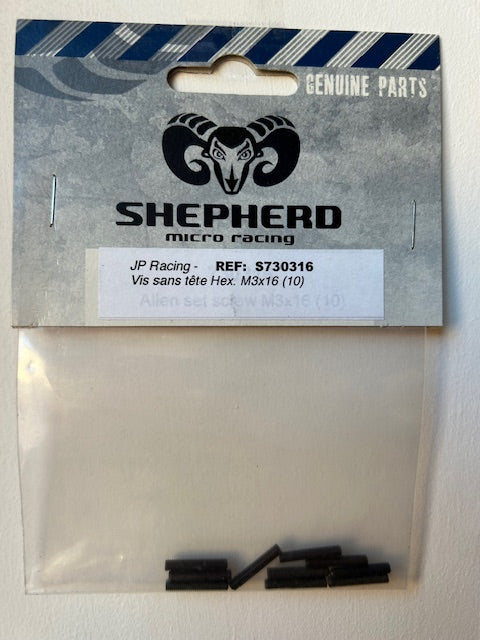 GENUINE PARTS
SHEPHERD
micro racing
JP Racing - REF: S730316
Vis sans tête Hex. M3x16 (10)
Allen set screw M3x16 (10)